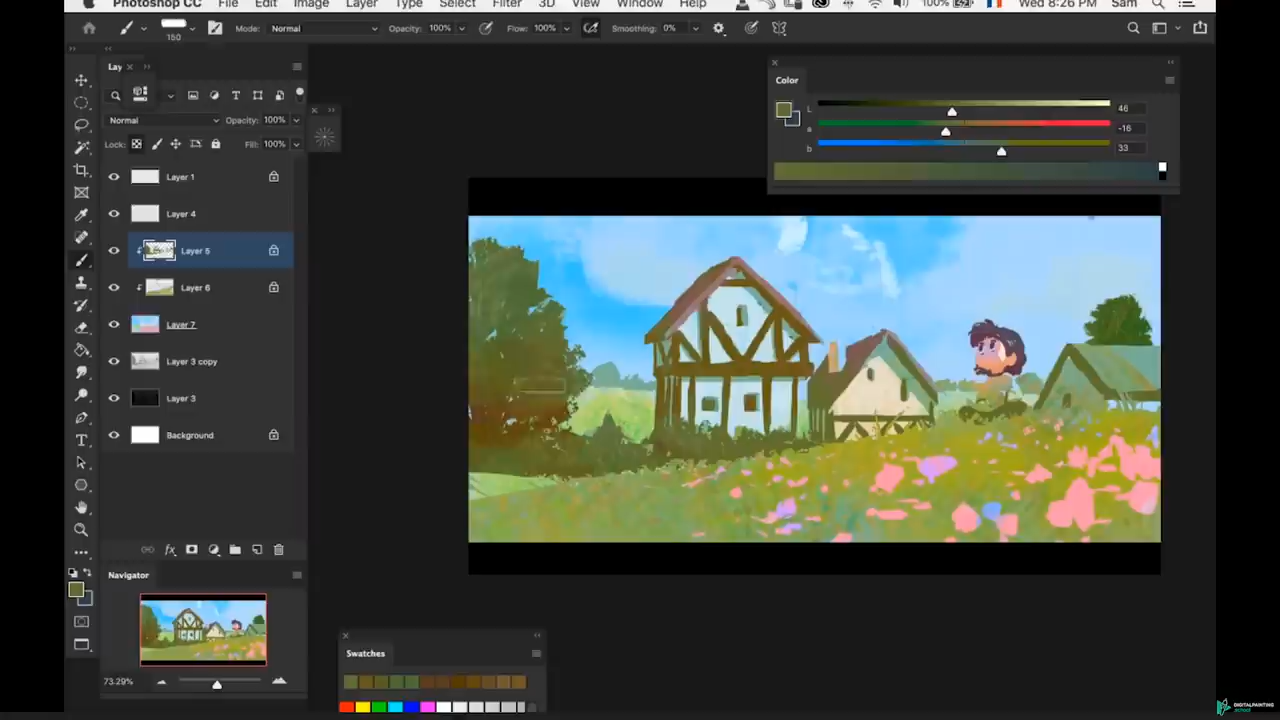 Photoshop CC File Edit Image Layer Type Select Filter 3D View Window Help 100% Wed 8:26 PM Sam
150 Mode: Normal Opacity: 100% Flow: 100% Smoothing: 0%
Lay
Normal Opacity: 100%
Lock: Fill: 100%
Layer 1
Layer 4
Layer 5
Layer 6
Layer 7
Layer 3 copy
Layer 3
Background
Navigator
73.29%
Color
L 46
a -16
b 33
Swatches
DIGITALPAINTING
.school